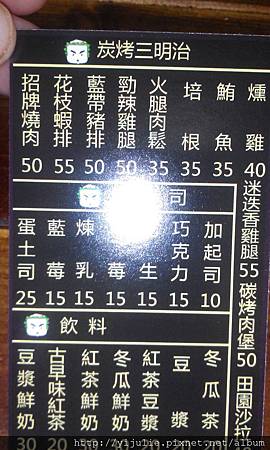 炭烤三明治
招牌燒肉 50
花枝蝦排 55
藍帶豬排 50
勁辣雞腿
火腿肉鬆 35
培根 35
鮪魚 35
燻雞 40
司
蛋土司 25
藍莓 15
煉乳 15
莓 15
生 15
巧克力 15
加起司 10
迷迭香雞腿 55 碳烤肉堡 50 田園沙拉
飲料
豆漿鮮奶 30
古早味紅茶 20
紅茶鮮奶
冬瓜鮮奶
紅茶豆漿
豆漿
冬瓜茶
http://yijulie.pixnet.net/album